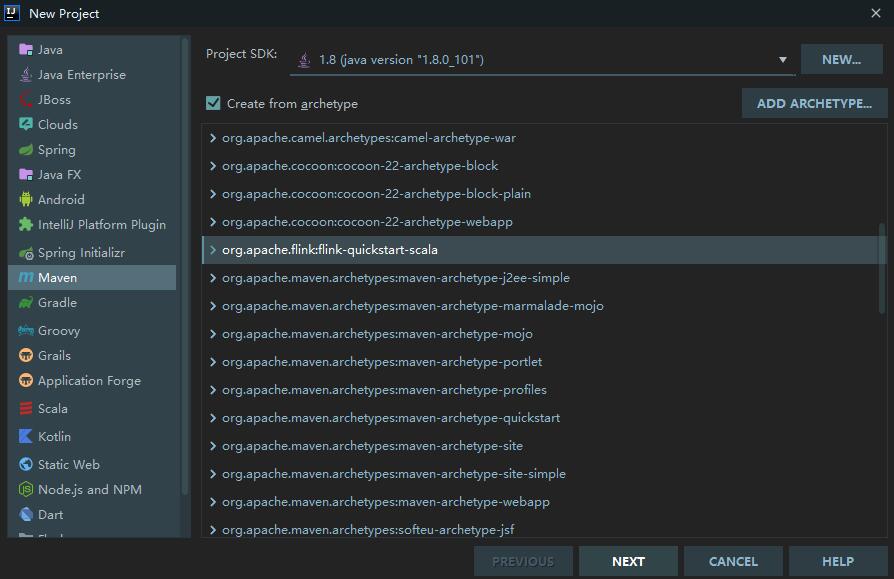 IJ New Project
Java
Java Enterprise
JBoss
Clouds
Spring
Java FX
Android
IntelliJ Platform Plugin
Spring Initializr
Maven
Gradle
Groovy
Grails
Application Forge
Scala
Kotlin
Static Web
Node.js and NPM
Dart
Project SDK:
1.8 (java version "1.8.0_101")
NEW...
Create from archetype
ADD ARCHETYPE...
org.apache.camel.archetypes:camel-archetype-war
org.apache.cocoon:cocoon-22-archetype-block
org.apache.cocoon:cocoon-22-archetype-block-plain
org.apache.cocoon:cocoon-22-archetype-webapp
org.apache.flink:flink-quickstart-scala
org.apache.maven.archetypes:maven-archetype-j2ee-simple
org.apache.maven.archetypes:maven-archetype-marmalade-mojo
org.apache.maven.archetypes:maven-archetype-mojo
org.apache.maven.archetypes:maven-archetype-portlet
org.apache.maven.archetypes:maven-archetype-profiles
org.apache.maven.archetypes:maven-archetype-quickstart
org.apache.maven.archetypes:maven-archetype-site
org.apache.maven.archetypes:maven-archetype-site-simple
org.apache.maven.archetypes:maven-archetype-webapp
org.apache.maven.archetypes:softeu-archetype-jsf
PREVIOUS
NEXT
CANCEL
HELP